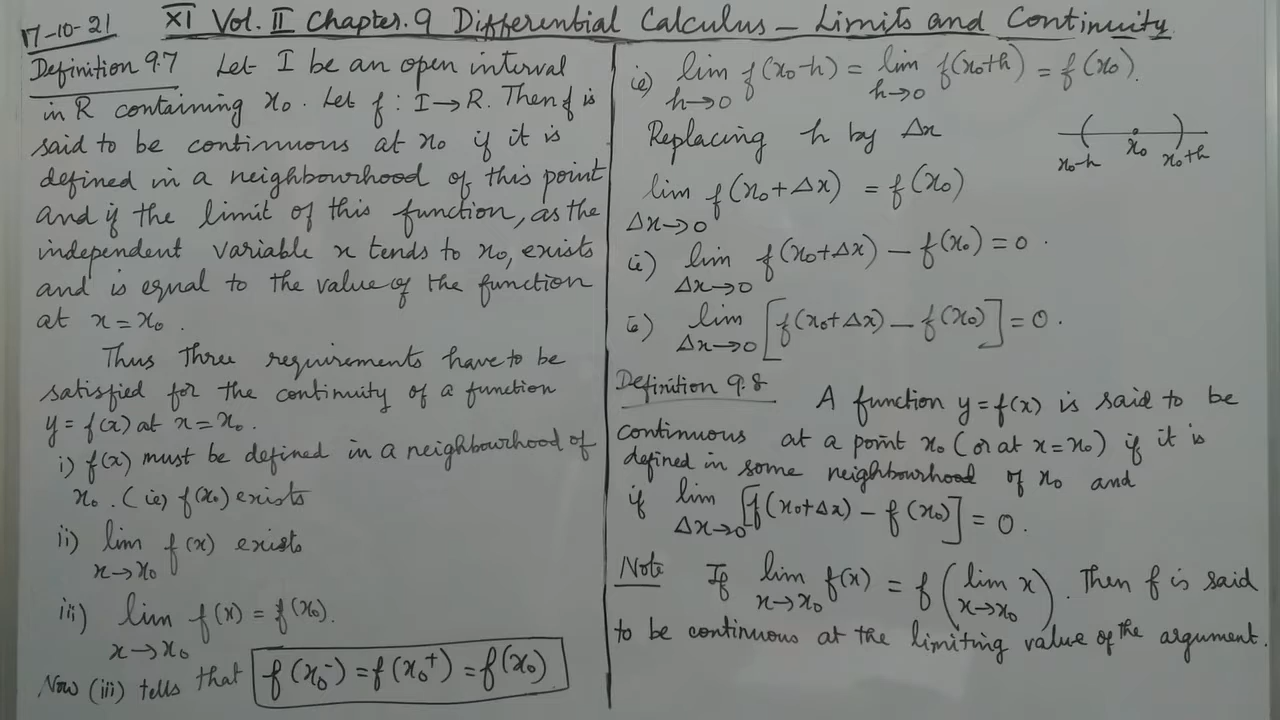 17-10-21
XI Vol. II Chapter. 9 Differential Calculus - Limits and Continuity
Definition 9.7 Let I be an open interval
in R containing x₀. Let f : I → R. Then f is
said to be continuous at x₀ if it is
defined in a neighbourhood of this point
and if the limit of this function, as the
independent variable x tends to x₀, exists
and is equal to the value of the function
at x = x₀.
Thus three requirements have to be
satisfied for the continuity of a function
y = f(x) at x = x₀.
i) f(x) must be defined in a neighbourhood of
x₀. (ie) f(x₀) exists
ii) lim f(x) exists
x→x₀
iii) lim f(x) = f(x₀).
x→x₀
Now (iii) tells that f(x₀⁻) = f(x₀⁺) = f(x₀)
ie) lim f(x₀-h) = lim f(x₀+h) = f(x₀).
h→0 h→0
Replacing h by Δx
x₀-h x₀ x₀+h
lim f(x₀+Δx) = f(x₀)
Δx→0
ie) lim f(x₀+Δx) - f(x₀) = 0.
Δx→0
ie) lim [f(x₀+Δx) - f(x₀)] = 0.
Δx→0
Definition 9.8 A function y = f(x) is said to be
continuous at a point x₀ (or at x = x₀) if it is
defined in some neighbourhood of x₀ and
if lim [f(x₀+Δx) - f(x₀)] = 0.
Δx→0
Note If lim f(x) = f(lim x). Then f is said
x→x₀ x→x₀
to be continuous at the limiting value of the argument.